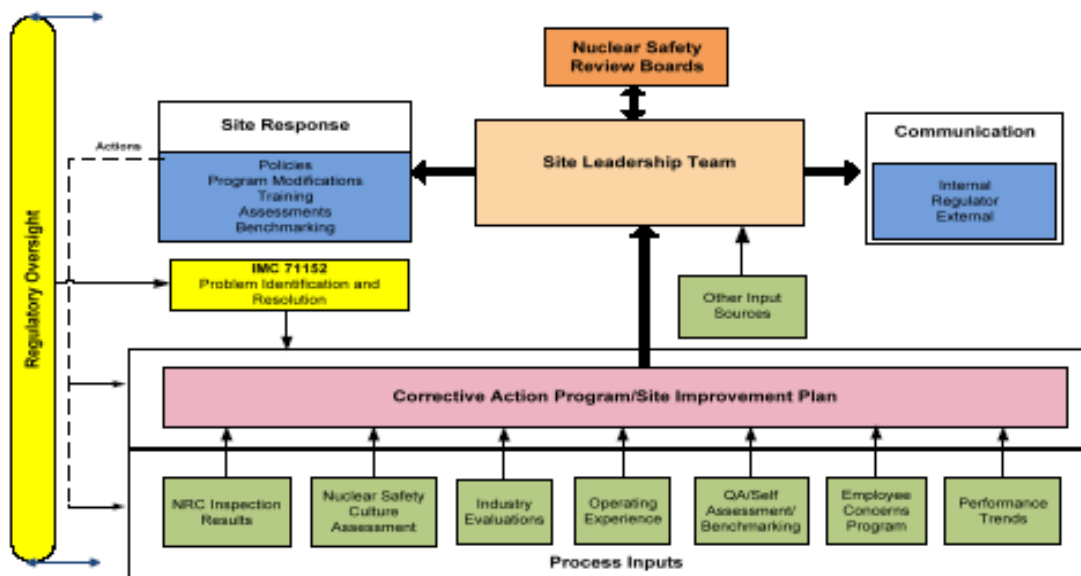 Nuclear Safety
Review Boards
Site Response
Policies
Program Modifications
Training
Assessments
Benchmarking
Actions
Site Leadership Team
Communication
Internal
Regulator
External
Regulatory Oversight
IMC 71152
Problem Identification and
Resolution
Other Input
Sources
Corrective Action Program/Site Improvement Plan
NRC Inspection
Results
Nuclear Safety
Culture
Assessment
Industry
Evaluations
Operating
Experience
QA/Self
Assessment/
Benchmarking
Employee
Concerns
Program
Performance
Trends
Process Inputs